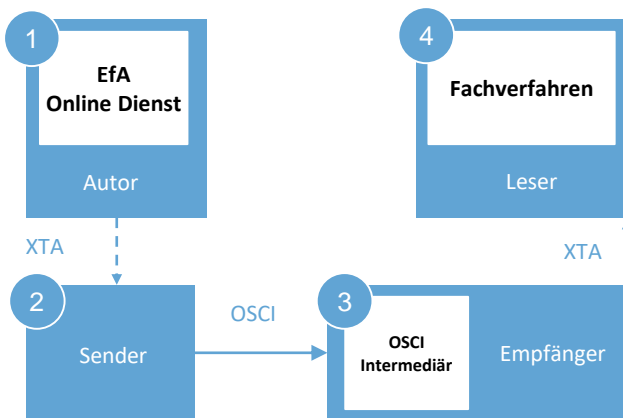 1
EfA
Online Dienst
Autor
4
Fachverfahren
Leser
XTA
XTA
2
Sender
OSCI
3
OSCI
Intermediär
Empfänger